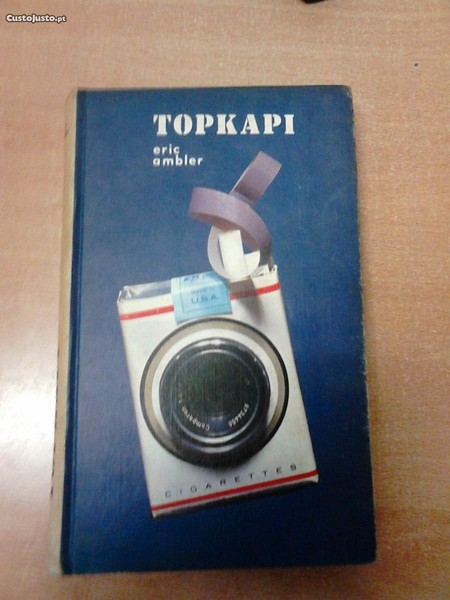 CustoJusto.pt
TOPKAPI
eric
ambler
U.S.A
CIGARETTES